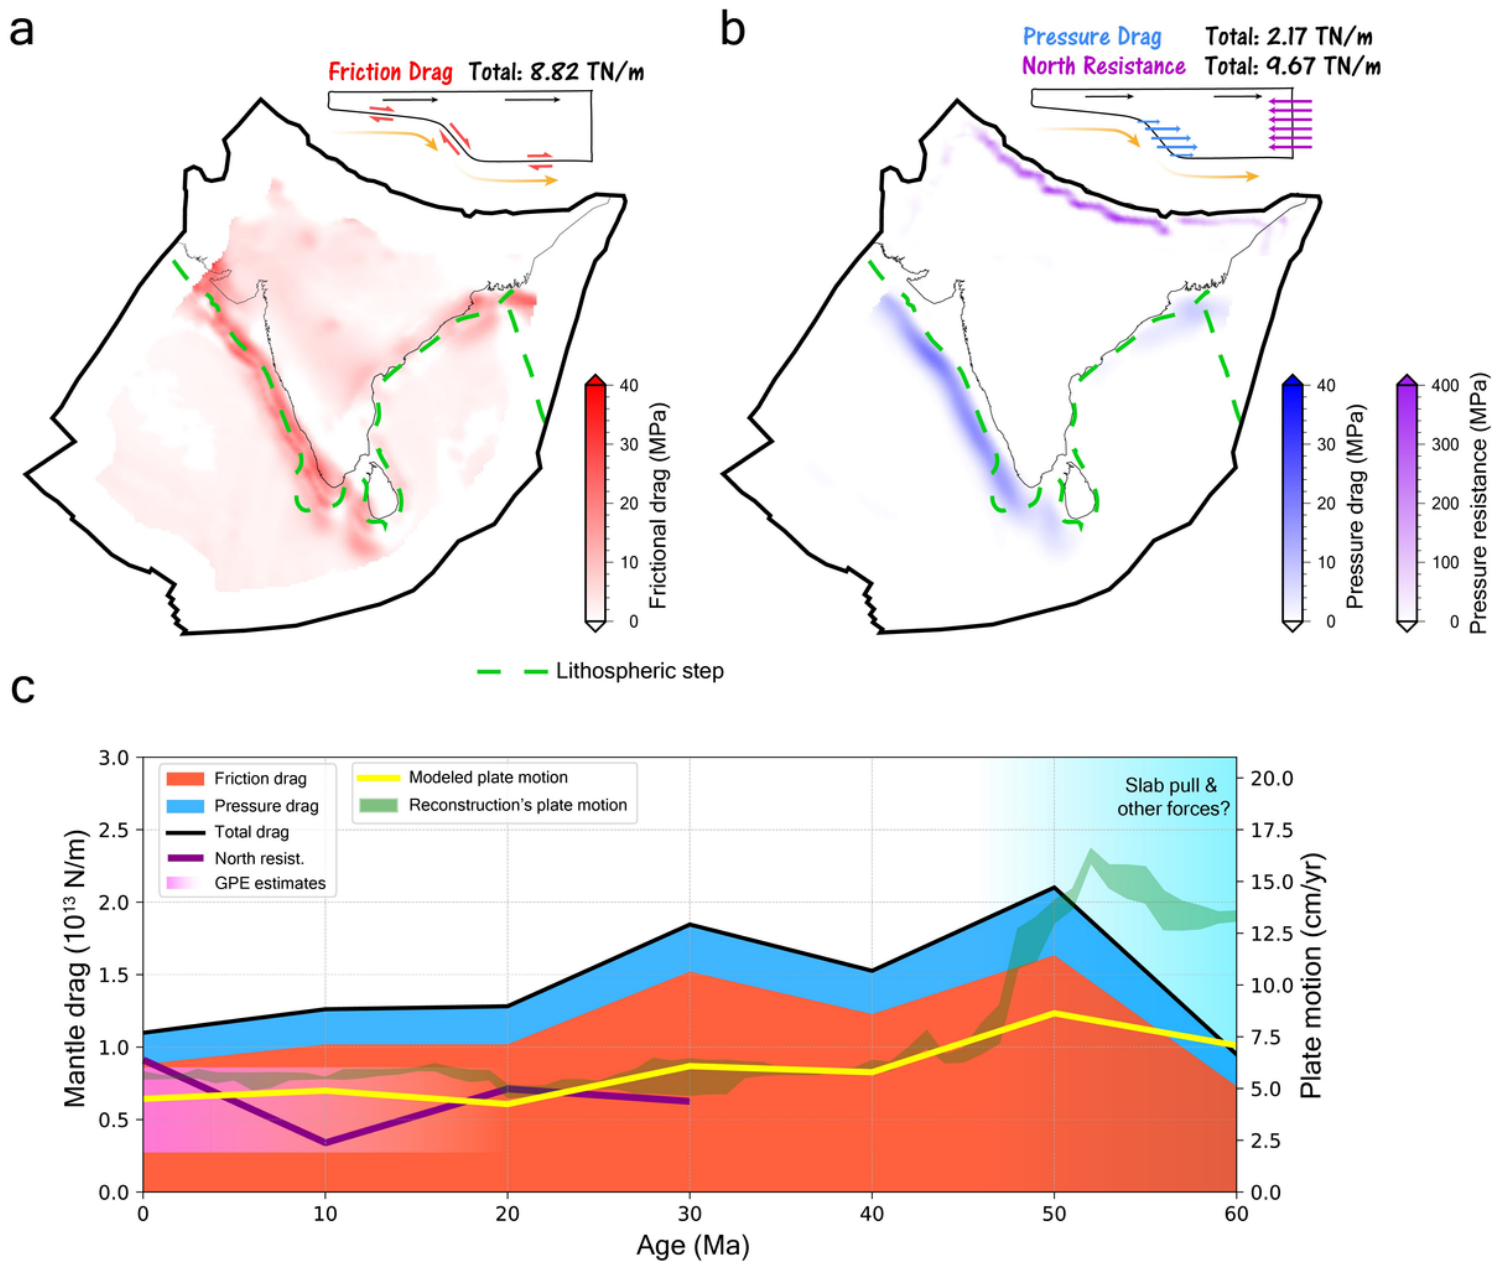 a
Friction Drag Total: 8.82 TN/m
40
30
20
10
0
Frictional drag (MPa)
b
Pressure Drag Total: 2.17 TN/m
North Resistance Total: 9.67 TN/m
40
30
20
10
0
Pressure drag (MPa)
400
300
200
100
0
Pressure resistance (MPa)
Lithospheric step
c
Friction drag
Pressure drag
Total drag
North resist.
GPE estimates
Modeled plate motion
Reconstruction's plate motion
Slab pull &
other forces?
Mantle drag (10¹³ N/m)
3.0
2.5
2.0
1.5
1.0
0.5
0.0
20.0
17.5
15.0
12.5
10.0
7.5
5.0
2.5
0.0
Plate motion (cm/yr)
0 10 20 30 40 50 60
Age (Ma)